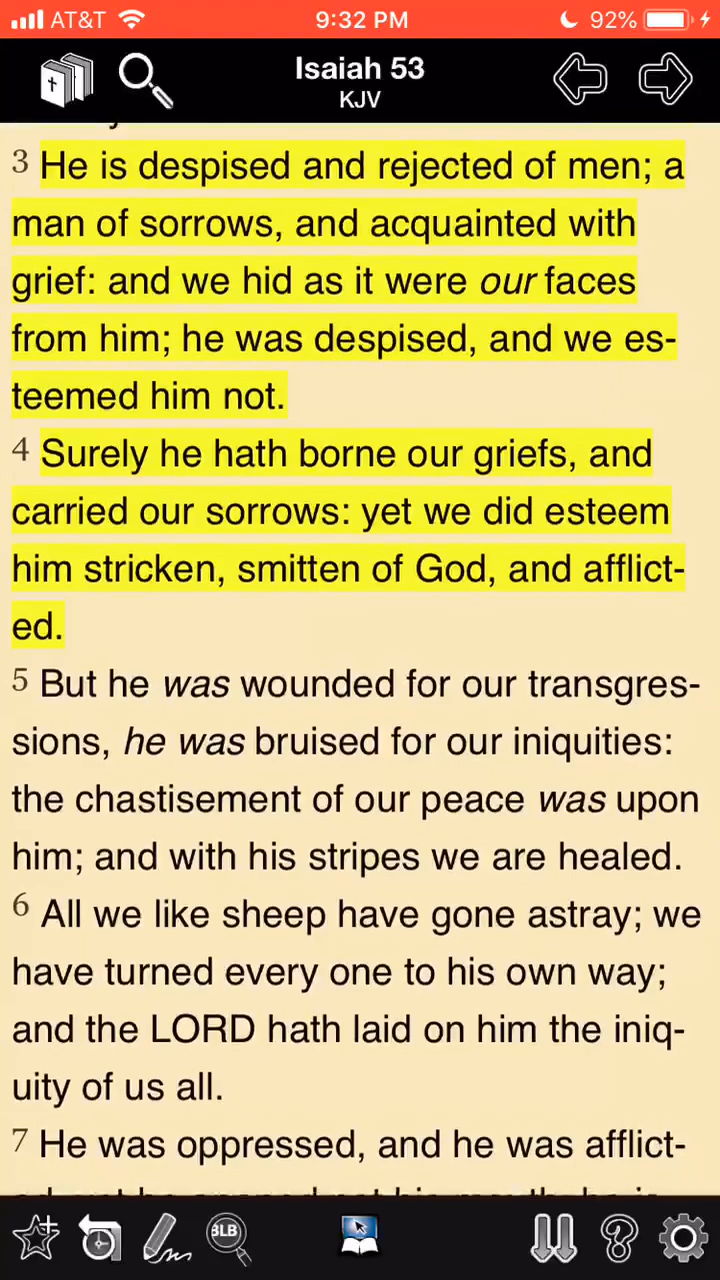 AT&T 9:32 PM 92%
Isaiah 53
KJV
3 He is despised and rejected of men; a
man of sorrows, and acquainted with
grief: and we hid as it were our faces
from him; he was despised, and we es-
teemed him not.
4 Surely he hath borne our griefs, and
carried our sorrows: yet we did esteem
him stricken, smitten of God, and afflict-
ed.
5 But he was wounded for our transgres-
sions, he was bruised for our iniquities:
the chastisement of our peace was upon
him; and with his stripes we are healed.
6 All we like sheep have gone astray; we
have turned every one to his own way;
and the LORD hath laid on him the iniq-
uity of us all.
7 He was oppressed, and he was afflict-
BLB